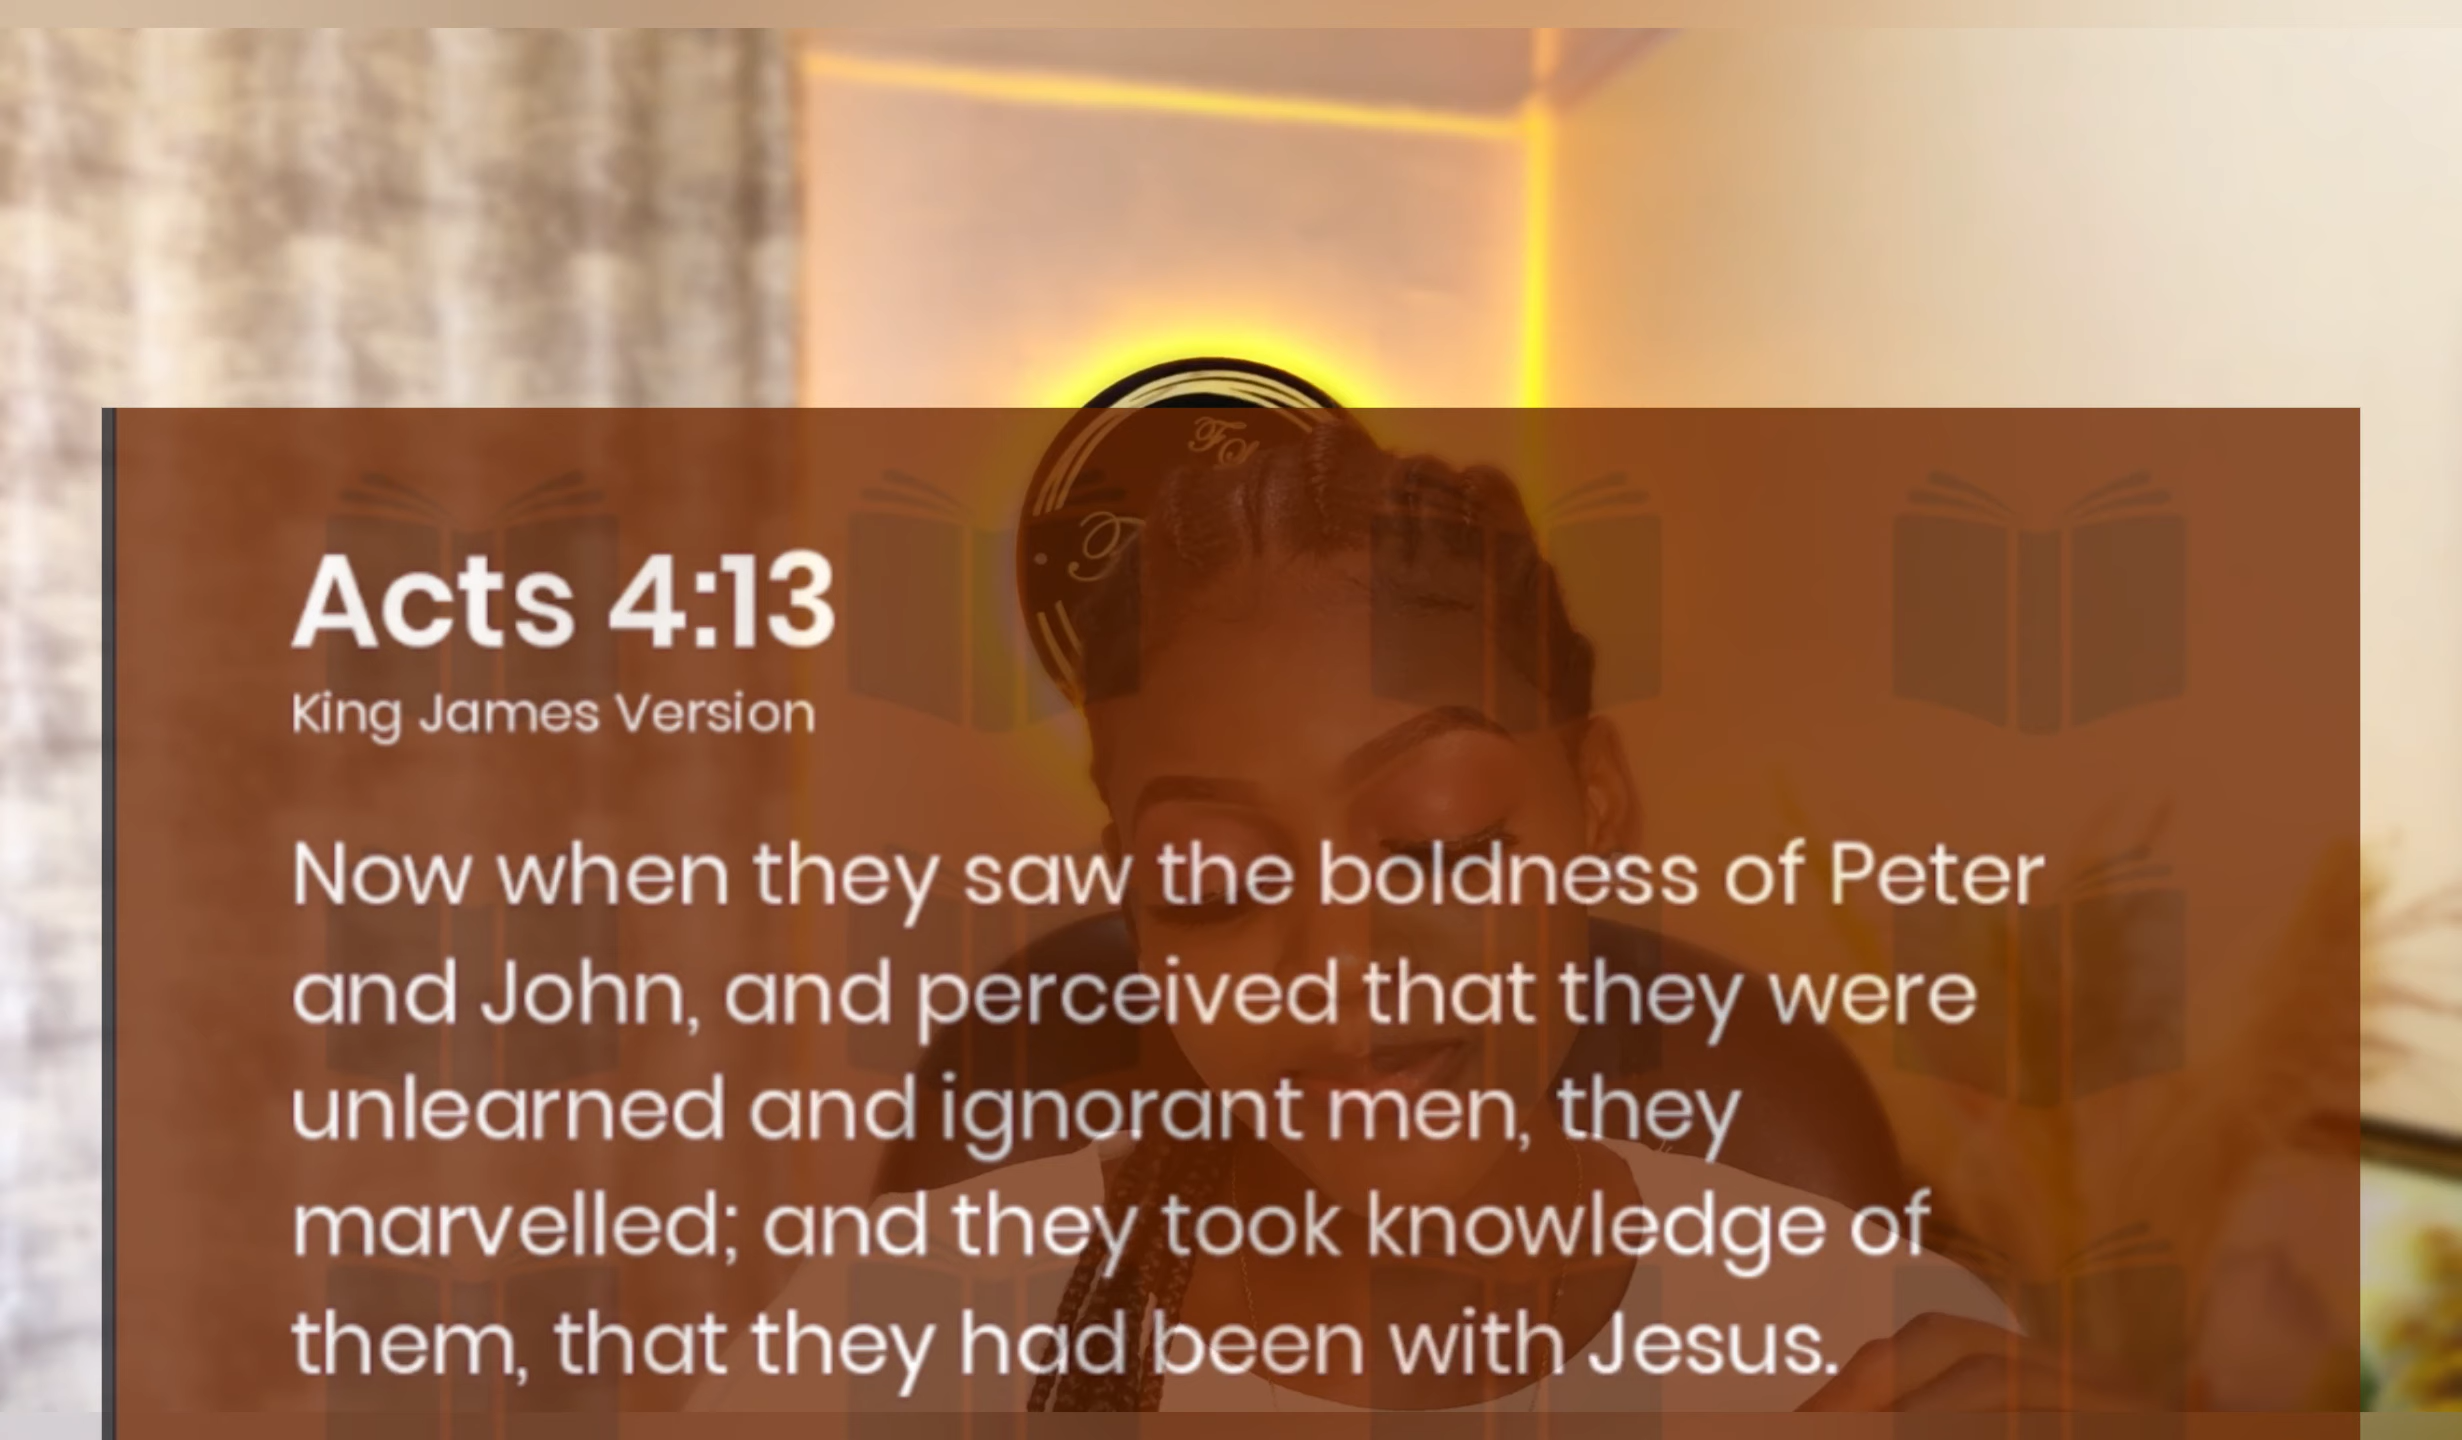 Acts 4:13
King James Version
Now when they saw the boldness of Peter
and John, and perceived that they were
unlearned and ignorant men, they
marvelled; and they took knowledge of
them, that they had been with Jesus.